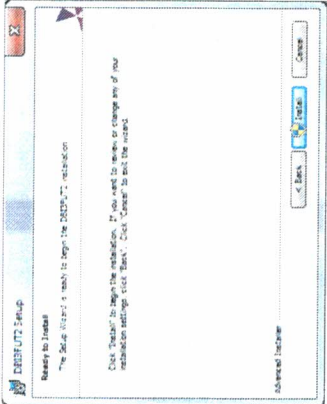 D813FUT2 Setup
Ready to Install
The Setup Wizard is ready to begin the D813FUT2 installation
Click "Install" to begin the installation. If you want to review or change any of your
installation settings, click "Back". Click "Cancel" to exit the wizard.
Advanced Installer
< Back
Install
Cancel